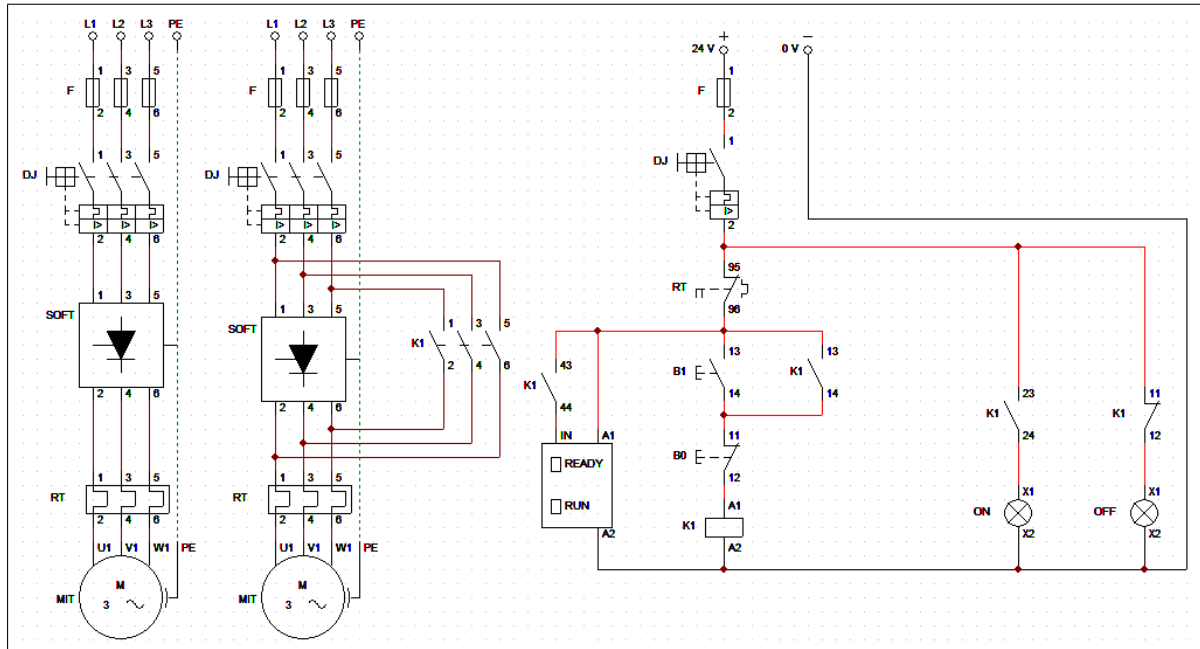 L1 L2 L3 PE
F
1 3 5
2 4 6
DJ
1 3 5
2 4 6
SOFT
1 3 5
2 4 6
RT
1 3 5
2 4 6
U1 V1 W1 PE
MIT
M
3
L1 L2 L3 PE
F
1 3 5
2 4 6
DJ
1 3 5
2 4 6
SOFT
1 3 5
2 4 6
K1
1 3 5
2 4 6
RT
1 3 5
2 4 6
U1 V1 W1 PE
MIT
M
3
+ −
24 V 0 V
F
1
2
DJ
1
2
RT
95
96
K1
43
44
IN A1
READY
RUN
A2
B1
13
14
K1
13
14
B0
11
12
K1
A1
A2
K1
23
24
ON
X1
X2
K1
11
12
OFF
X1
X2